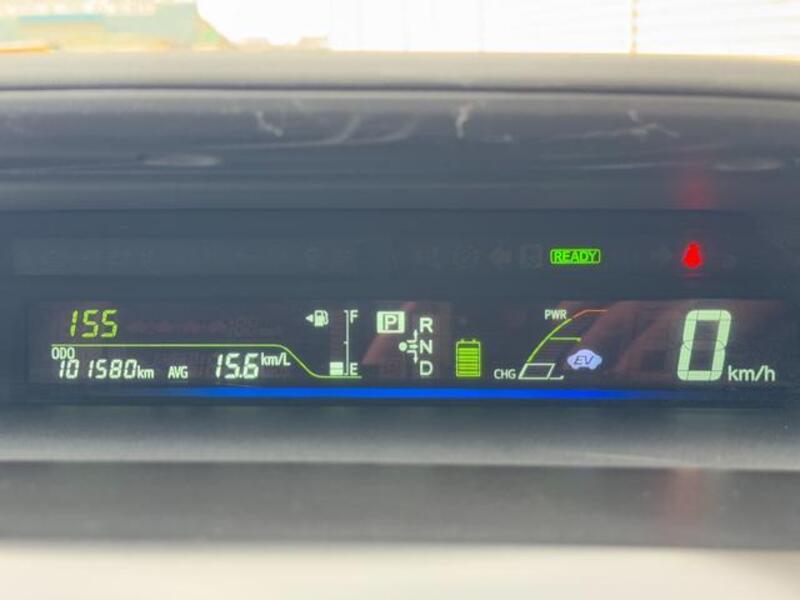 READY
155
ODO
101580km AVG 15.6km/L
F
E
P
R
N
D
PWR
CHG
EV
0 km/h